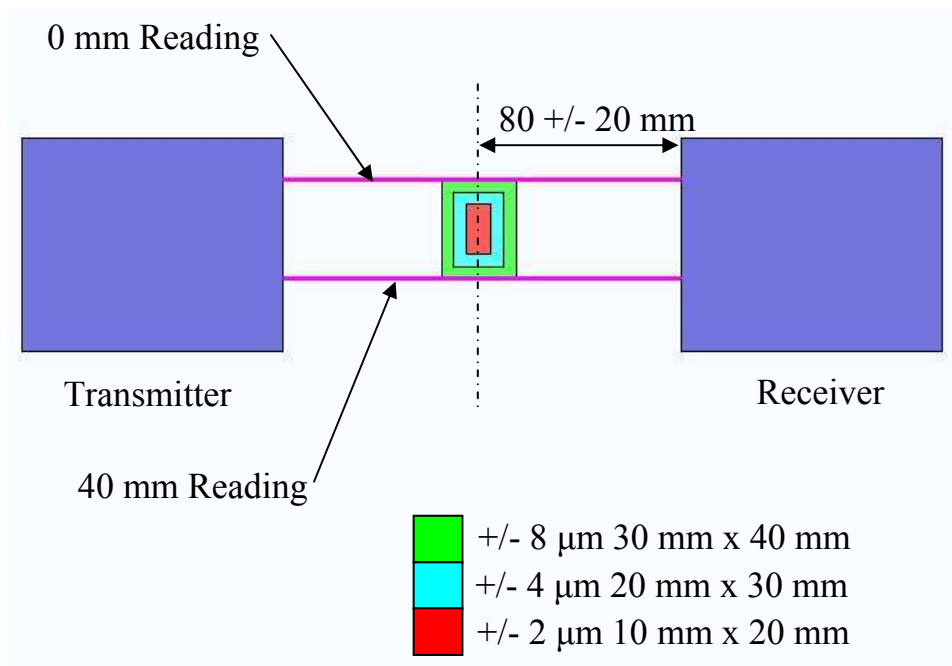 0 mm Reading
80 +/- 20 mm
Transmitter
Receiver
40 mm Reading
+/- 8 μm 30 mm x 40 mm
+/- 4 μm 20 mm x 30 mm
+/- 2 μm 10 mm x 20 mm